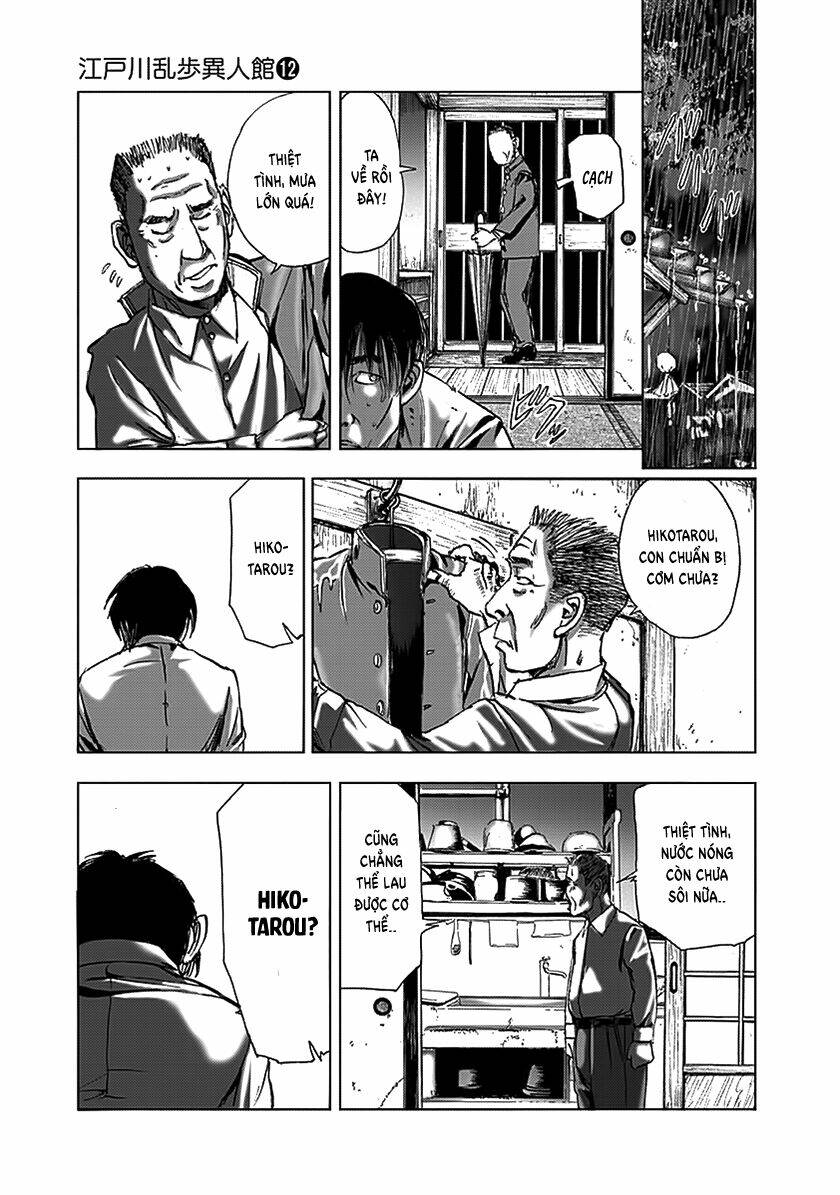 江戸川乱歩異人館⓬
CẠCH
TA
VỀ RỒI
ĐÂY!
THIỆT
TÌNH, MƯA
LỚN QUÁ!
HIKOTAROU,
CON CHUẨN BỊ
CƠM CHƯA?
HIKO-
TAROU?
THIỆT TÌNH,
NƯỚC NÓNG
CÒN CHƯA
SÔI NỮA..
CŨNG
CHẲNG
THỂ LAU
ĐƯỢC CƠ
THỂ..
HIKO-
TAROU?